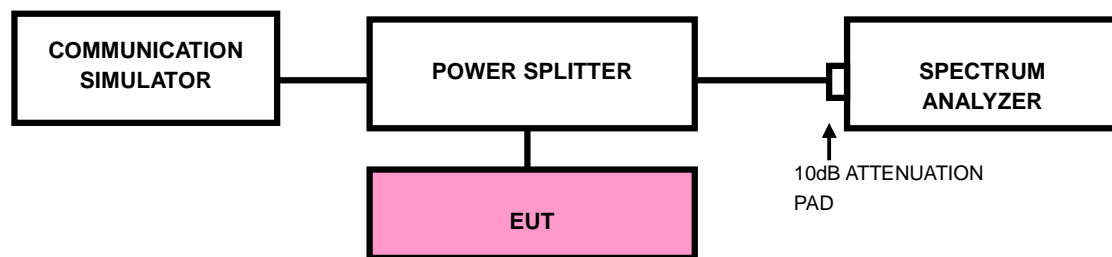 COMMUNICATION
SIMULATOR
POWER SPLITTER
SPECTRUM
ANALYZER
10dB ATTENUATION
PAD
EUT